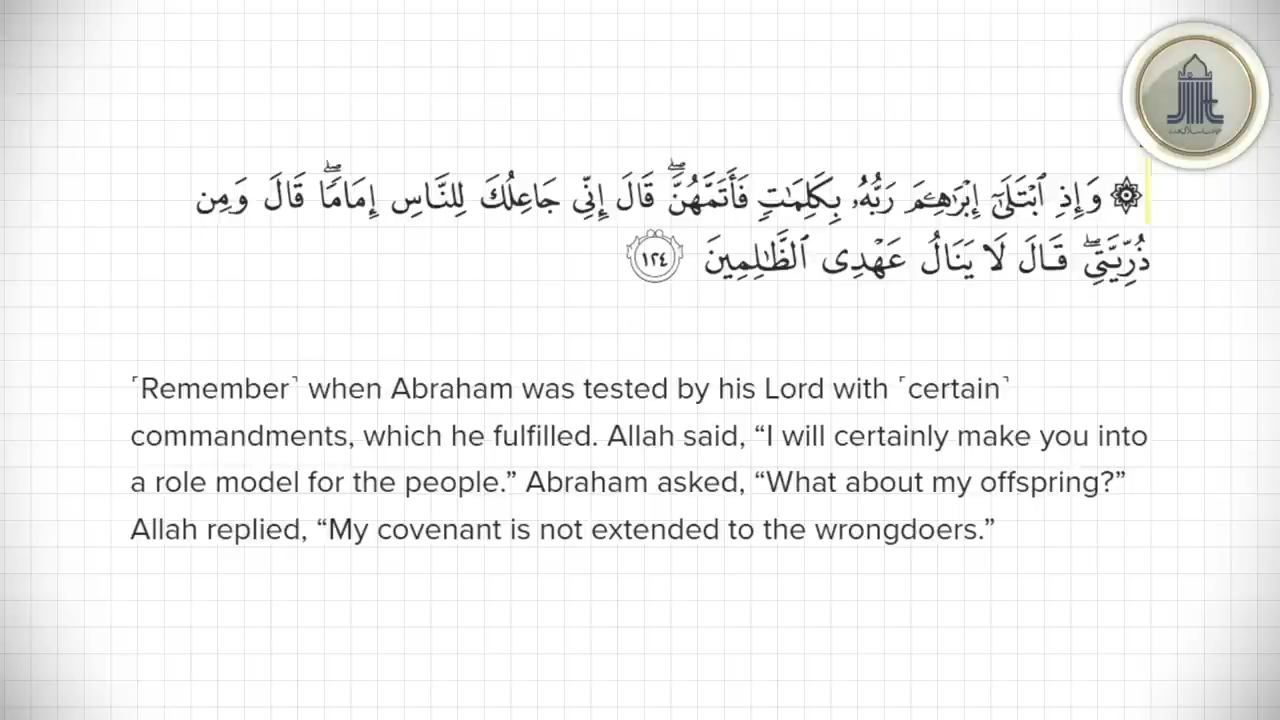 ۞ وَإِذِ ٱبْتَلَىٰٓ إِبْرَٰهِـۧمَ رَبُّهُۥ بِكَلِمَـٰتٍ فَأَتَمَّهُنَّ ۖ قَالَ إِنِّى جَاعِلُكَ لِلنَّاسِ إِمَامًا ۖ قَالَ وَمِن
ذُرِّيَّتِى ۖ قَالَ لَا يَنَالُ عَهْدِى ٱلظَّـٰلِمِينَ ١٢٤
˹Remember˺ when Abraham was tested by his Lord with ˹certain˺
commandments, which he fulfilled. Allah said, “I will certainly make you into
a role model for the people.” Abraham asked, “What about my offspring?”
Allah replied, “My covenant is not extended to the wrongdoers.”